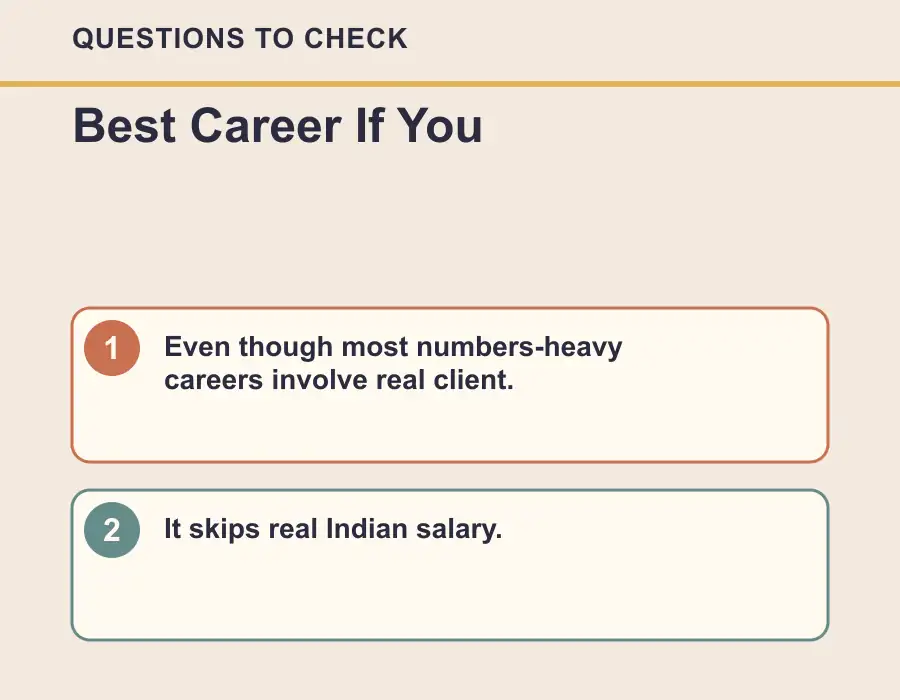 QUESTIONS TO CHECK
Best Career If You
1
Even though most numbers-heavy
careers involve real client.
2
It skips real Indian salary.